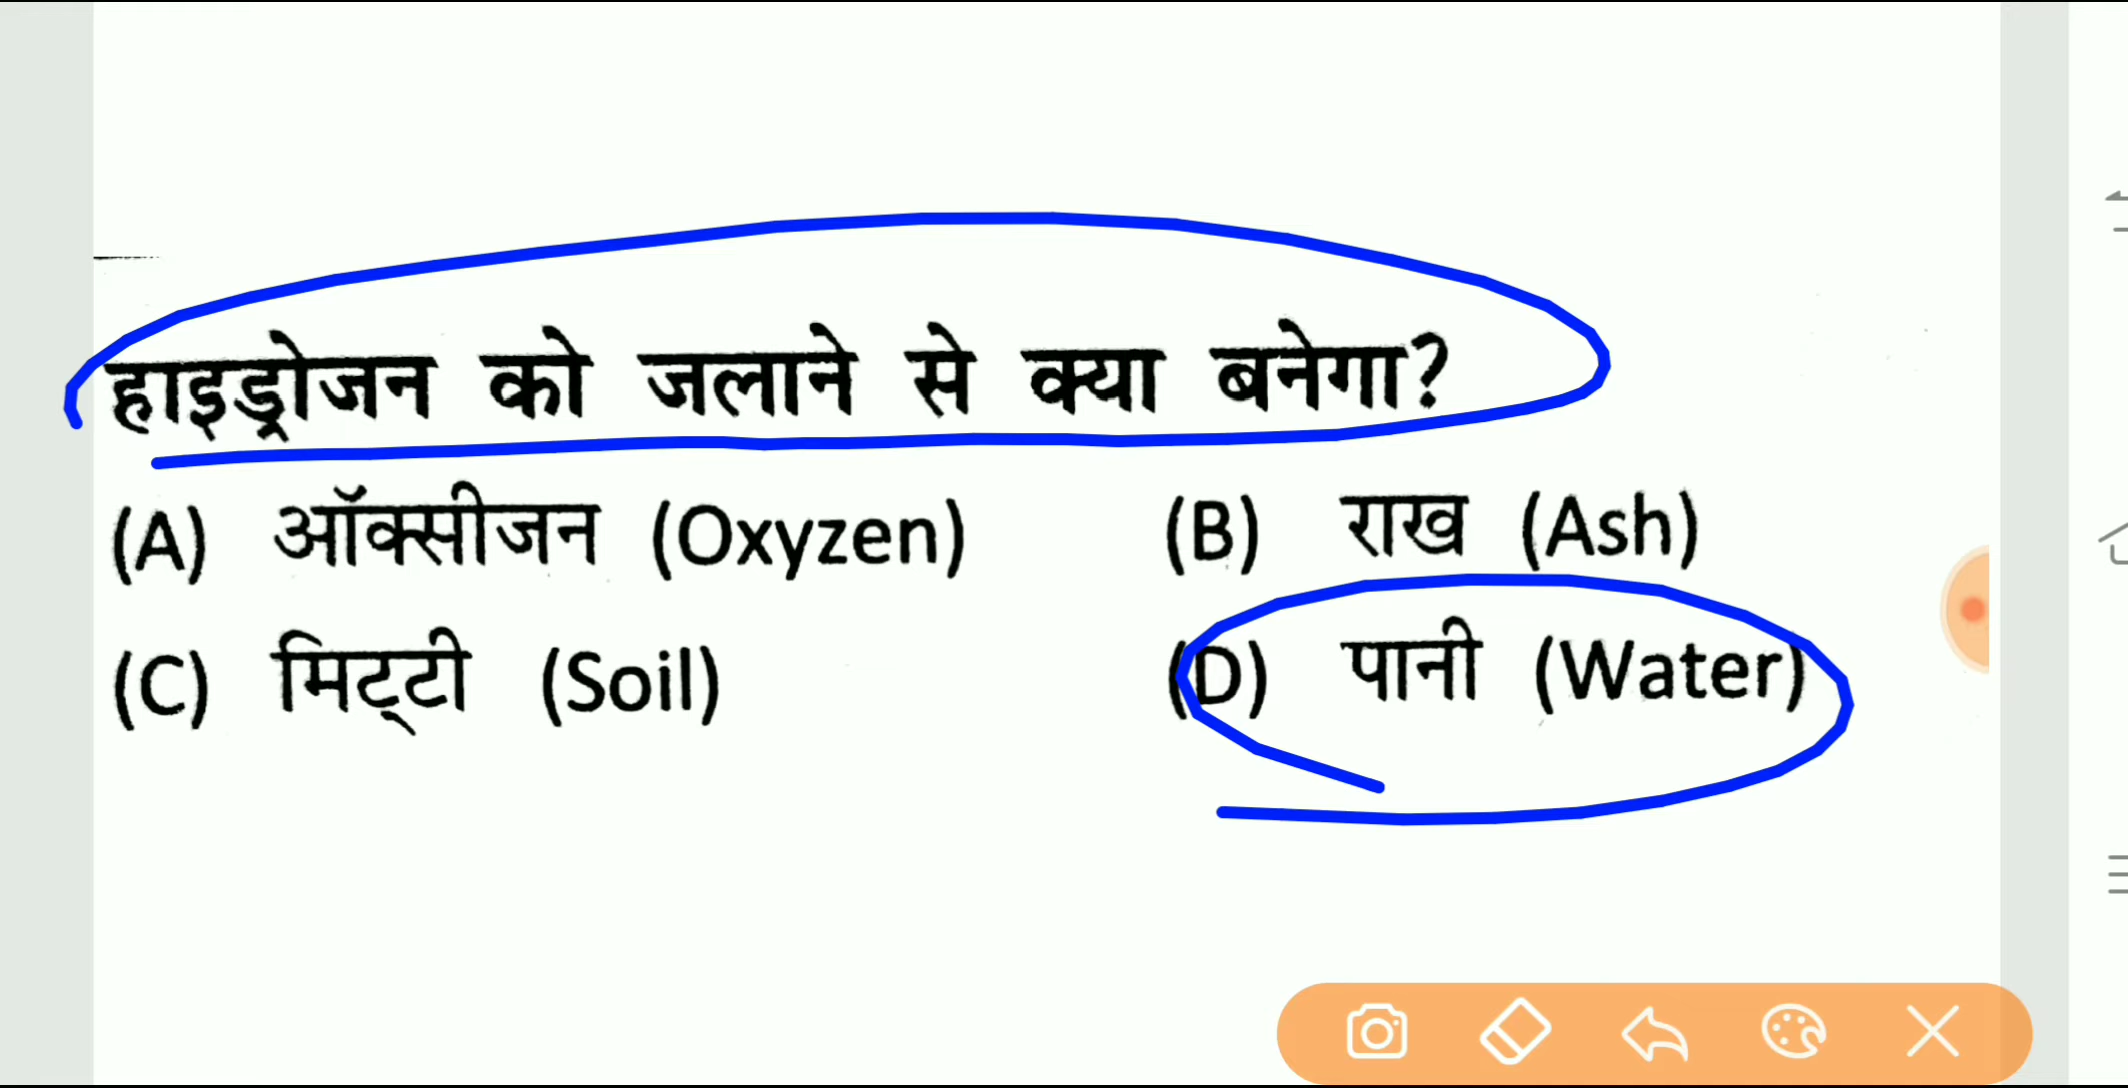 हाइड्रोजन को जलाने से क्या बनेगा?
(A) ऑक्सीजन (Oxyzen) (B) राख (Ash)
(C) मिट्टी (Soil) (D) पानी (Water)